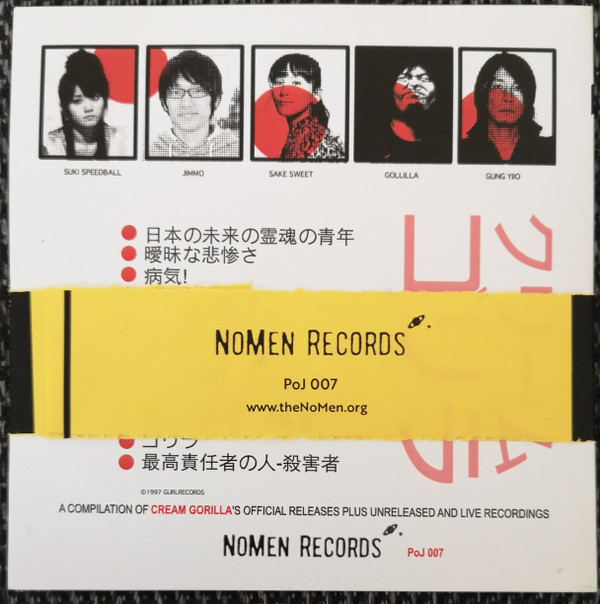 SUKI SPEEDBALL
JIMMO
SAKE SWEET
GOLLILLA
GUNG YIIO
日本の未来の霊魂の青年
曖昧な悲惨さ
病気!
NOMEN RECORDS
PoJ 007
www.theNoMen.org
ゴリラ
最高責任者の人-殺害者
©1997 GURLRECORDS
A COMPILATION OF CREAM GORILLA'S OFFICIAL RELEASES PLUS UNRELEASED AND LIVE RECORDINGS
NOMEN RECORDS
PoJ 007